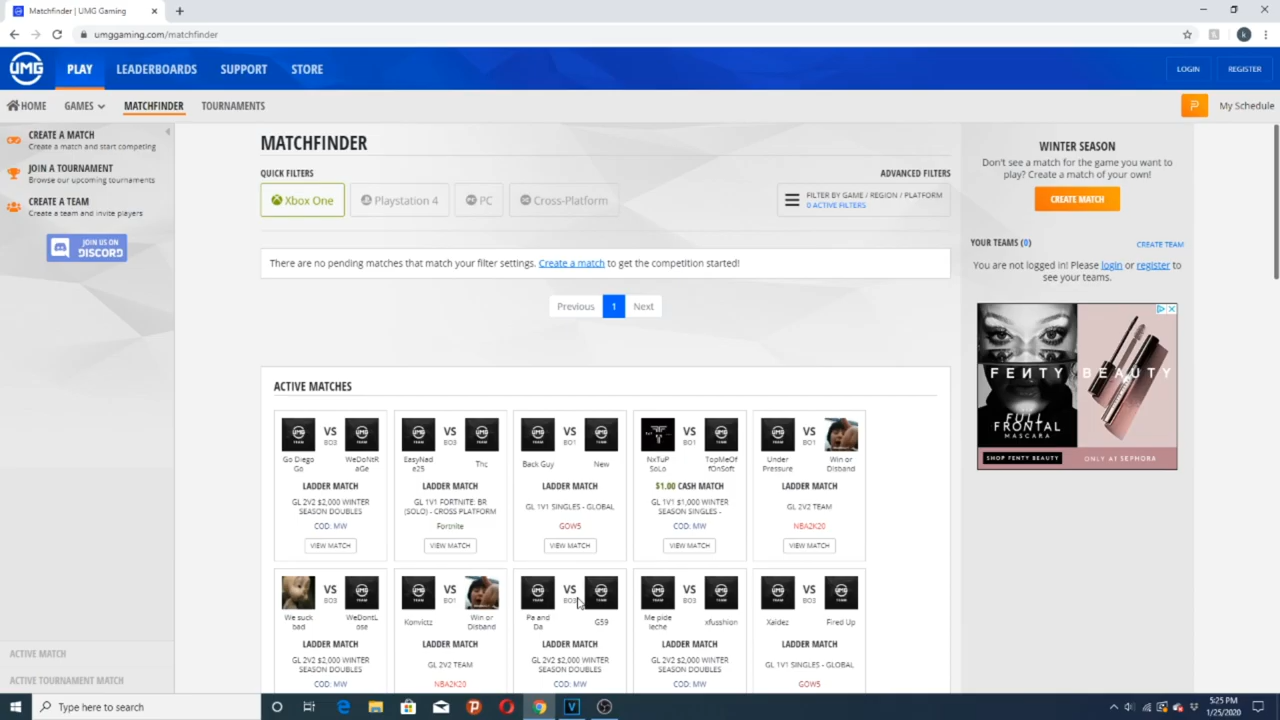 Matchfinder | UMG Gaming
umggaming.com/matchfinder
k
UMG
PLAY
LEADERBOARDS
SUPPORT
STORE
LOGIN
REGISTER
HOME
GAMES
MATCHFINDER
TOURNAMENTS
My Schedule
CREATE A MATCH
Create a match and start competing
JOIN A TOURNAMENT
Browse our upcoming tournaments
CREATE A TEAM
Create a team and invite players
JOIN US ON
DISCORD
MATCHFINDER
QUICK FILTERS
ADVANCED FILTERS
Xbox One
Playstation 4
PC
Cross-Platform
FILTER BY GAME / REGION / PLATFORM
0 ACTIVE FILTERS
There are no pending matches that match your filter settings. Create a match to get the competition started!
Previous
1
Next
WINTER SEASON
Don't see a match for the game you want to
play? Create a match of your own!
CREATE MATCH
YOUR TEAMS (0)
CREATE TEAM
You are not logged in! Please login or register to
see your teams.
FENTY BEAUTY
FULL
FRONTAL
MASCARA
SHOP FENTY BEAUTY
ONLY AT SEPHORA
ACTIVE MATCHES
VS
BO3
Go Diego
Go
WeDoNtR
aGe
LADDER MATCH
GL 2V2 $2,000 WINTER
SEASON DOUBLES
COD: MW
VIEW MATCH
VS
BO3
EasyNad
e25
Thc
LADDER MATCH
GL 1V1 FORTNITE: BR
(SOLO) - CROSS PLATFORM
Fortnite
VIEW MATCH
VS
BO1
Back Guy
New
LADDER MATCH
GL 1V1 SINGLES - GLOBAL
GOW5
VIEW MATCH
VS
BO1
NxTuP
SoLo
TopMeOf
fOnSoft
$1.00 CASH MATCH
GL 1V1 $1,000 WINTER
SEASON SINGLES -
COD: MW
VIEW MATCH
VS
BO1
Under
Pressure
Win or
Disband
LADDER MATCH
GL 2V2 TEAM
NBA2K20
VIEW MATCH
VS
BO3
We suck
bad
WeDontL
ose
LADDER MATCH
GL 2V2 $2,000 WINTER
SEASON DOUBLES
COD: MW
VS
BO1
Konvictz
Win or
Disband
LADDER MATCH
GL 2V2 TEAM
NBA2K20
VS
BO3
Pa and
Da
G59
LADDER MATCH
GL 2V2 $2,000 WINTER
SEASON DOUBLES
COD: MW
VS
BO3
Me pide
leche
xfusshion
LADDER MATCH
GL 2V2 $2,000 WINTER
SEASON DOUBLES
COD: MW
VS
BO3
Xaldez
Fired Up
LADDER MATCH
GL 1V1 SINGLES - GLOBAL
GOW5
ACTIVE MATCH
ACTIVE TOURNAMENT MATCH
Type here to search
5:25 PM
1/25/2020